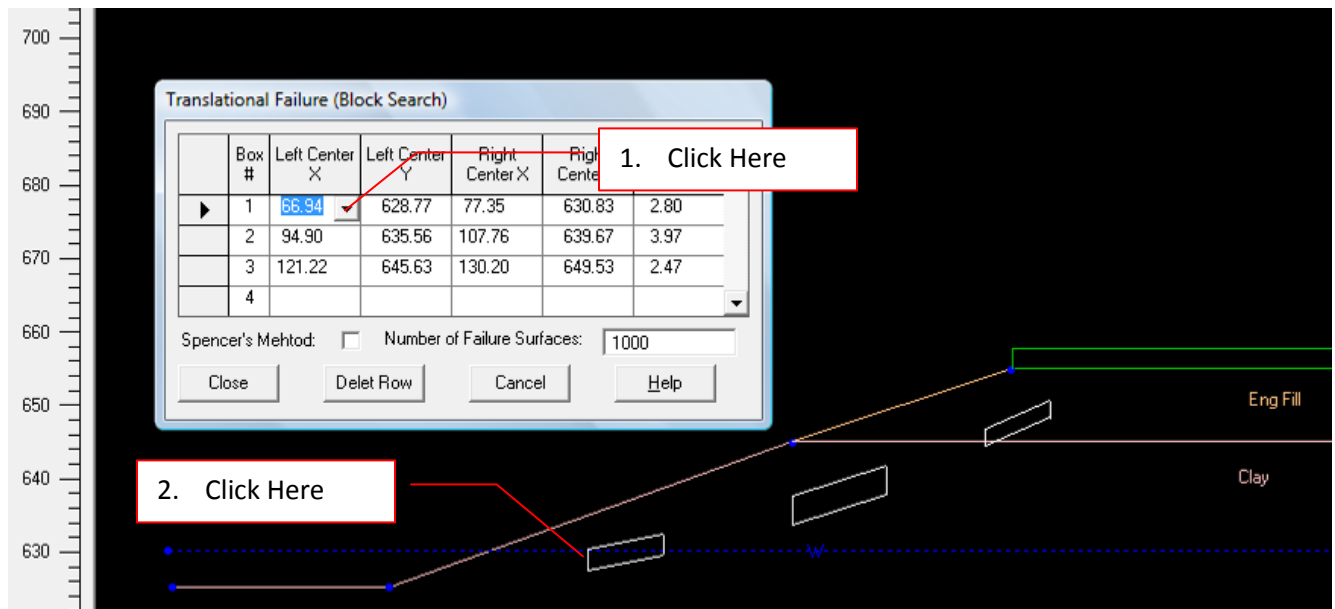 700
690
680
670
660
650
640
630
Translational Failure (Block Search)
Box # Left Center X Left Center Y Right Center X
1 66.94 628.77 77.35 630.83 2.80
2 94.90 635.56 107.76 639.67 3.97
3 121.22 645.63 130.20 649.53 2.47
4
Spencer's Mehtod: Number of Failure Surfaces: 1000
Close Delet Row Cancel Help
1. Click Here
2. Click Here
Eng Fill
Clay
W